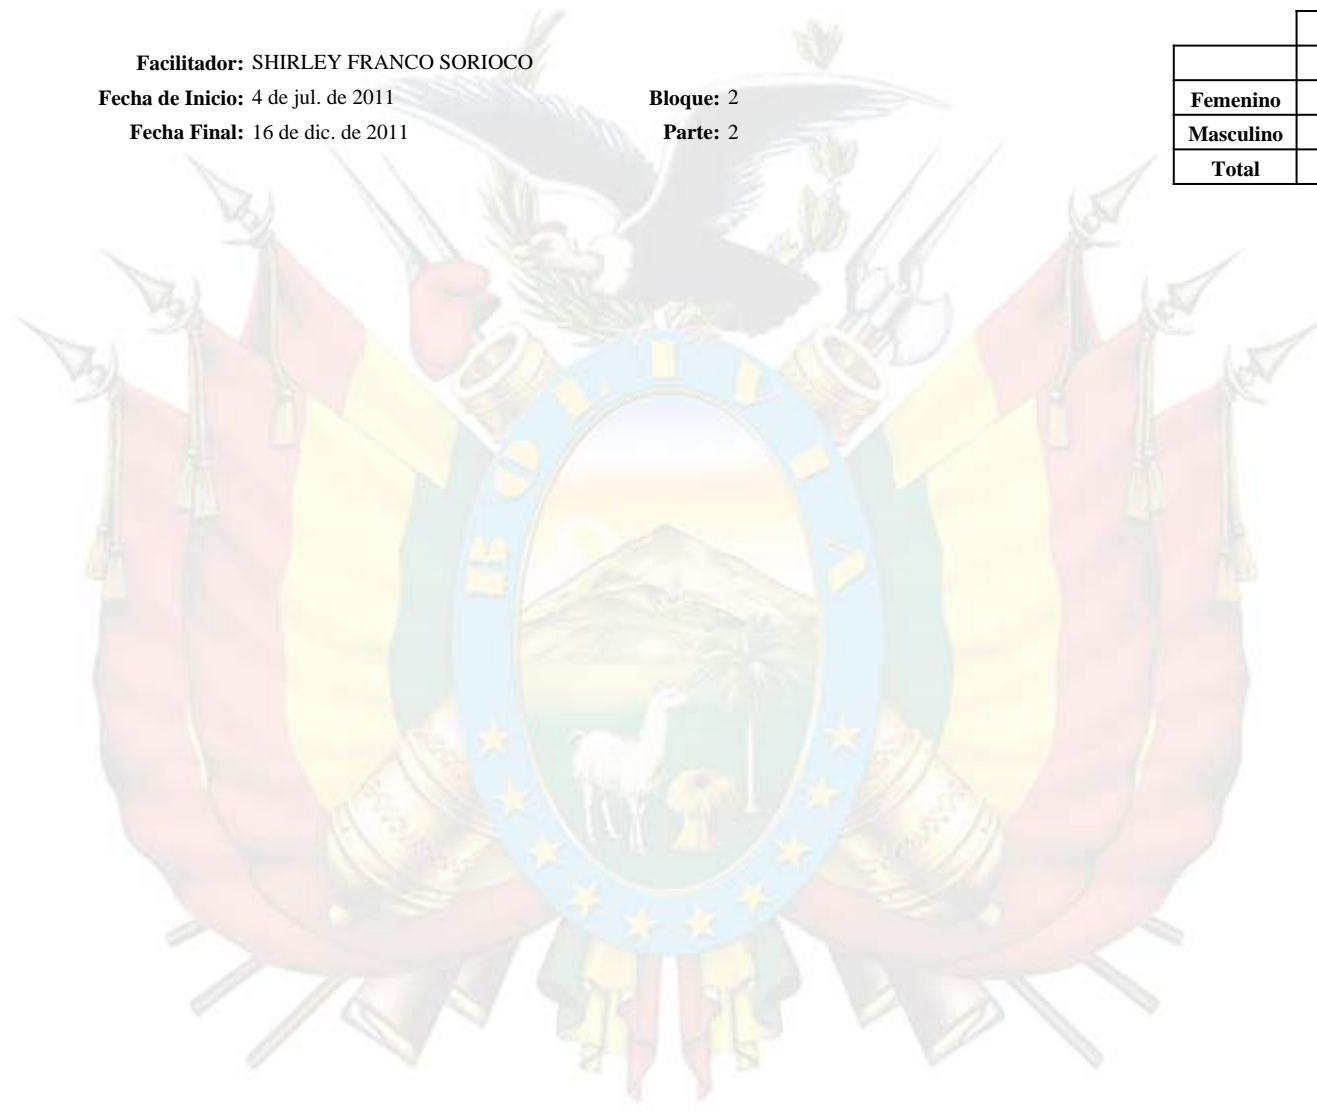 Facilitador: SHIRLEY FRANCO SORIOCO
Fecha de Inicio: 4 de jul. de 2011 Bloque: 2
Fecha Final: 16 de dic. de 2011 Parte: 2
Femenino
Masculino
Total
BOLIVIA